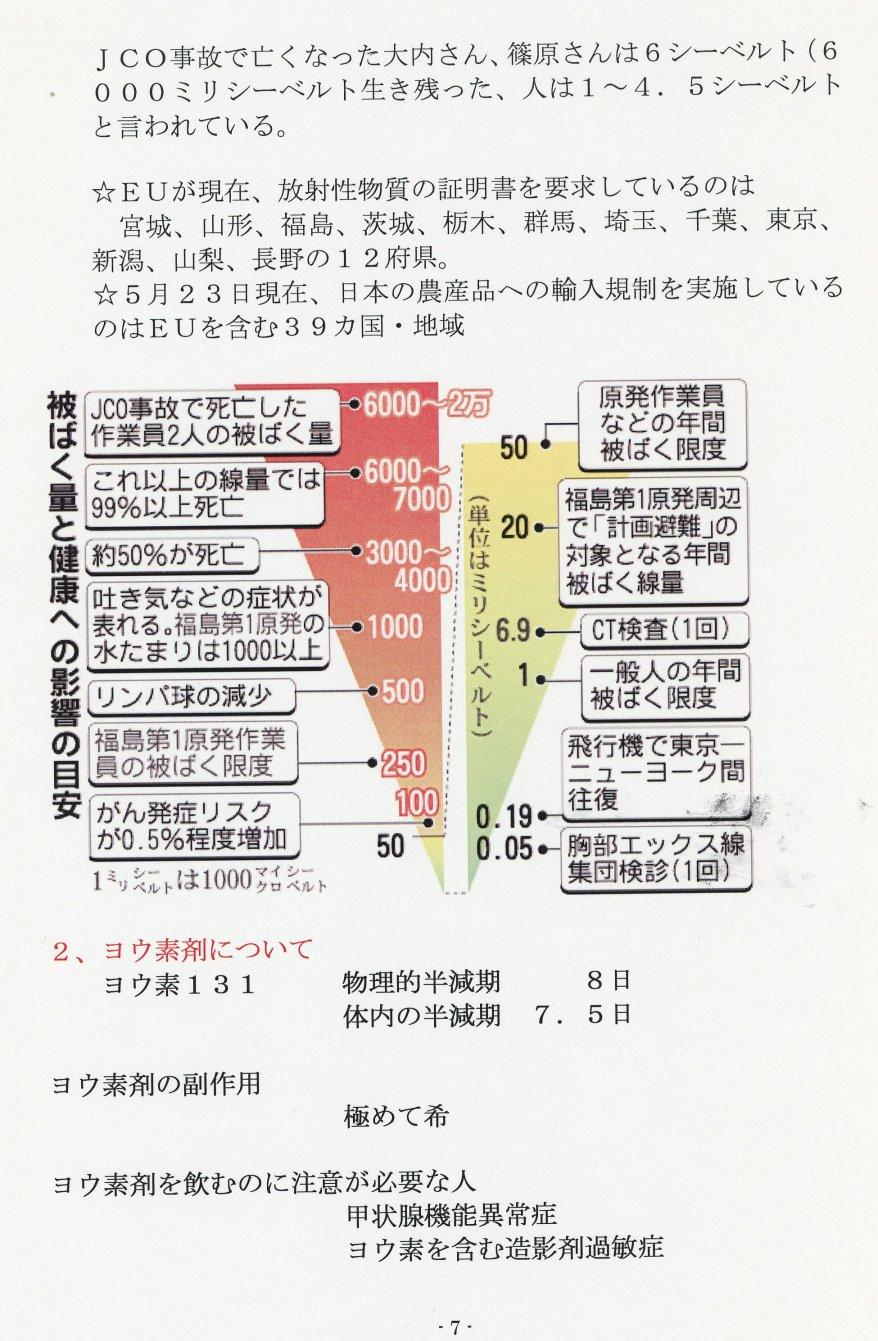 ＪＣＯ事故で亡くなった大内さん、篠原さんは６シーベルト（６
０００ミリシーベルト生き残った、人は１～４．５シーベルト
と言われている。
☆ＥＵが現在、放射性物質の証明書を要求しているのは
宮城、山形、福島、茨城、栃木、群馬、埼玉、千葉、東京、
新潟、山梨、長野の１２府県。
☆５月２３日現在、日本の農産品への輸入規制を実施している
のはＥＵを含む３９カ国・地域
被ばく量と健康への影響の目安
JCO事故で死亡した
作業員2人の被ばく量
6000～2万
これ以上の線量では
99%以上死亡
6000～
7000
約50%が死亡
3000～
4000
吐き気などの症状が
表れる。福島第1原発の
水たまりは1000以上
1000
リンパ球の減少
500
福島第1原発作業
員の被ばく限度
250
がん発症リスク
が0.5%程度増加
100
50
1ミリシーベルトは1000マイクロシーベルト
(単位はミリシーベルト)
50
原発作業員
などの年間
被ばく限度
20
福島第1原発周辺
で「計画避難」の
対象となる年間
被ばく線量
6.9
CT検査(1回)
1
一般人の年間
被ばく限度
飛行機で東京ー
ニューヨーク間
往復
0.19
0.05
胸部エックス線
集団検診(1回)
２、ヨウ素剤について
ヨウ素１３１　物理的半減期　８日
体内の半減期　７．５日
ヨウ素剤の副作用
極めて希
ヨウ素剤を飲むのに注意が必要な人
甲状腺機能異常症
ヨウ素を含む造影剤過敏症
- 7 -